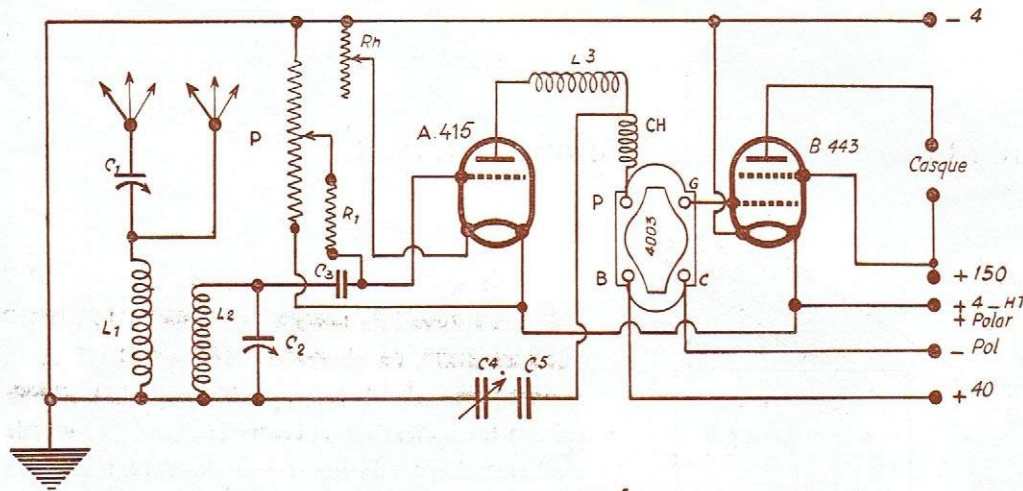 - 4
Rh
L3
A.415
CH
B 443
C1
P
Casque
R1
P
G
4003
C3
B
C
+ 150
L1
L2
C2
+ 4 - HT
+ Polar
- Pol
C4
C5
+ 40